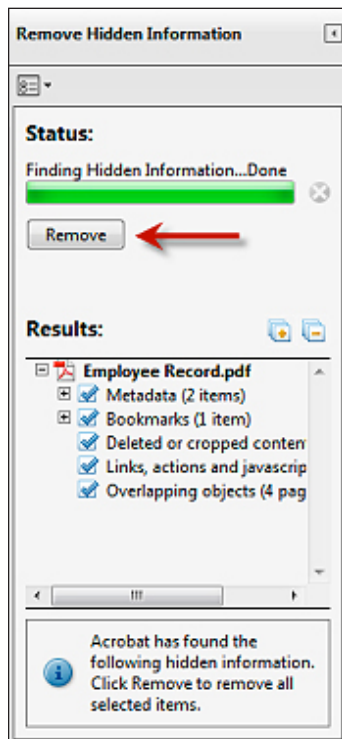 Remove Hidden Information
Status:
Finding Hidden Information...Done
Remove
Results:
Employee Record.pdf
Metadata (2 items)
Bookmarks (1 item)
Deleted or cropped conten
Links, actions and javascrip
Overlapping objects (4 pag
Acrobat has found the
following hidden information.
Click Remove to remove all
selected items.